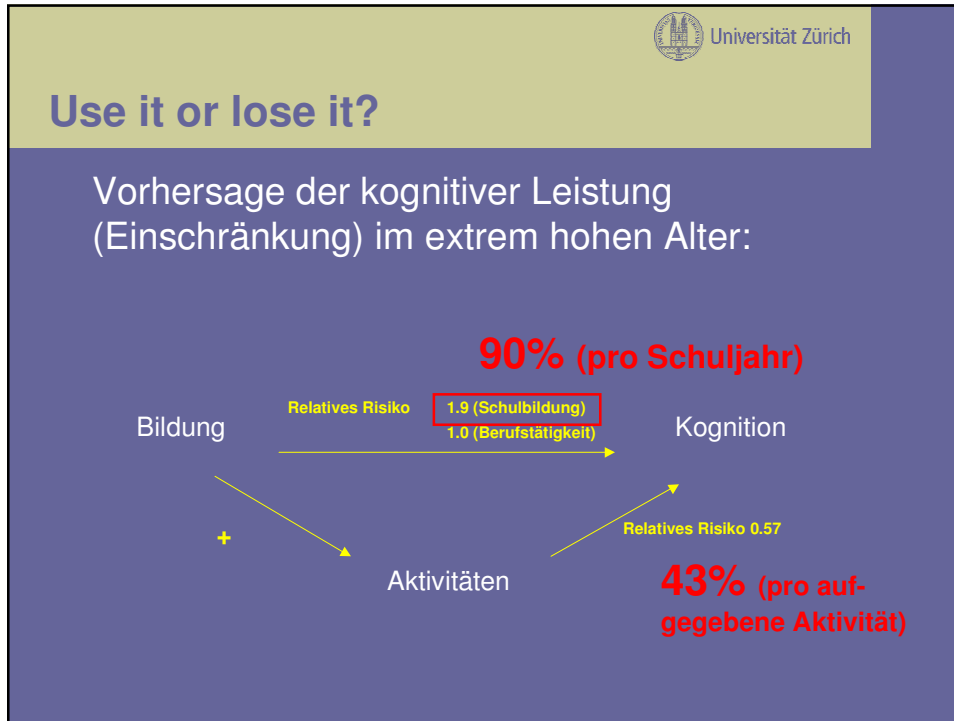 Universität Zürich
Use it or lose it?
Vorhersage der kognitiver Leistung
(Einschränkung) im extrem hohen Alter:
90% (pro Schuljahr)
Relatives Risiko 1.9 (Schulbildung)
1.0 (Berufstätigkeit)
Bildung
Kognition
+
Relatives Risiko 0.57
Aktivitäten
43% (pro auf-
gegebene Aktivität)